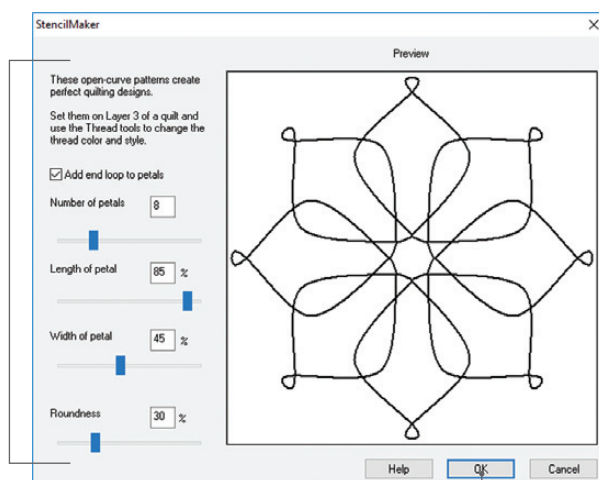 StencilMaker
Preview
These open-curve patterns create
perfect quilting designs.
Set them on Layer 3 of a quilt and
use the Thread tools to change the
thread color and style.
Add end loop to petals
Number of petals 8
Length of petal 85 %
Width of petal 45 %
Roundness 30 %
Help OK Cancel